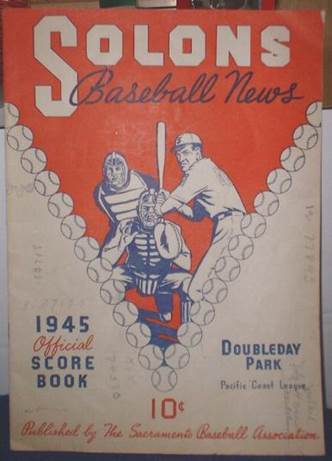 SOLONS
Baseball News
1945
Official
SCORE
BOOK
DOUBLEDAY
PARK
Pacific Coast League
10¢
Published by The Sacramento Baseball Association